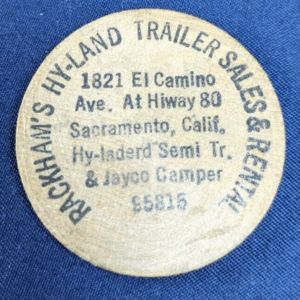 RACKHAM'S HY-LAND TRAILER SALES & RENTAL
1821 El Camino
Ave. At Hiway 80
Sacramento, Calif.
Hy-laderd Semi Tr.
& Jayco Camper
95815